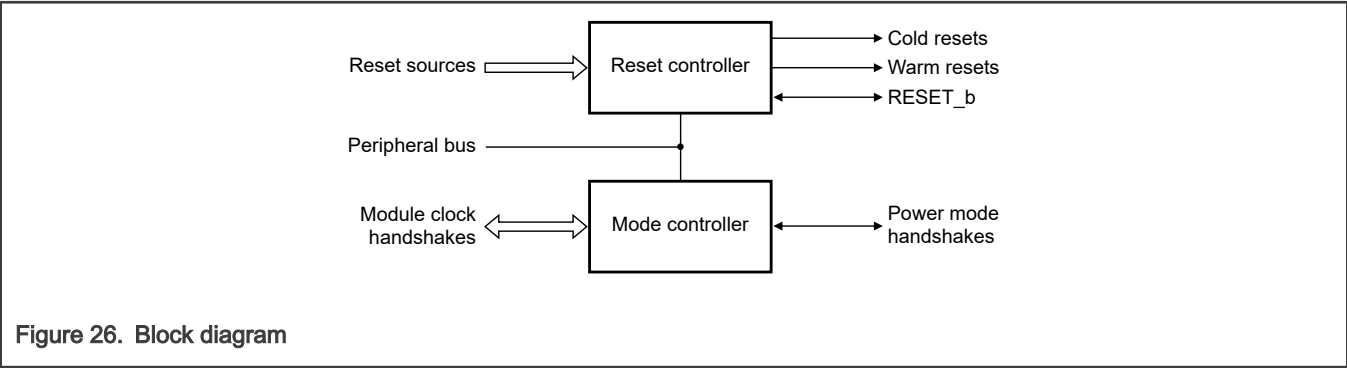 Reset sources
Reset controller
Cold resets
Warm resets
RESET_b
Peripheral bus
Module clock
handshakes
Mode controller
Power mode
handshakes
Figure 26. Block diagram